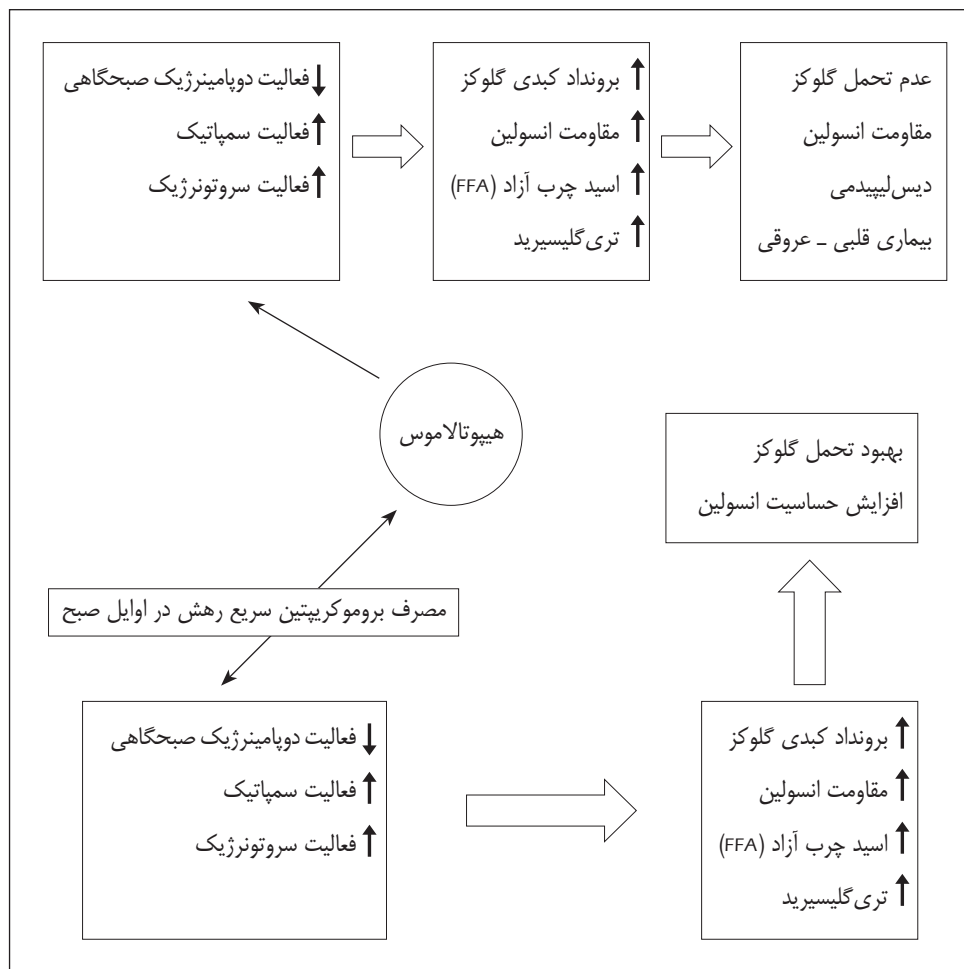 ↓ فعالیت دوپامینرژیک صبحگاهی
↑ فعالیت سمپاتیک
↑ فعالیت سروتونرژیک
↑ برونداد کبدی گلوکز
↑ مقاومت انسولین
↑ اسید چرب آزاد (FFA)
↑ تری‌گلیسیرید
عدم تحمل گلوکز
مقاومت انسولین
دیس‌لیپیدمی
بیماری قلبی ـ عروقی
هیپوتالاموس
بهبود تحمل گلوکز
افزایش حساسیت انسولین
مصرف بروموکریپتین سریع رهش در اوایل صبح
↓ فعالیت دوپامینرژیک صبحگاهی
↑ فعالیت سمپاتیک
↑ فعالیت سروتونرژیک
↑ برونداد کبدی گلوکز
↑ مقاومت انسولین
↑ اسید چرب آزاد (FFA)
↑ تری‌گلیسیرید